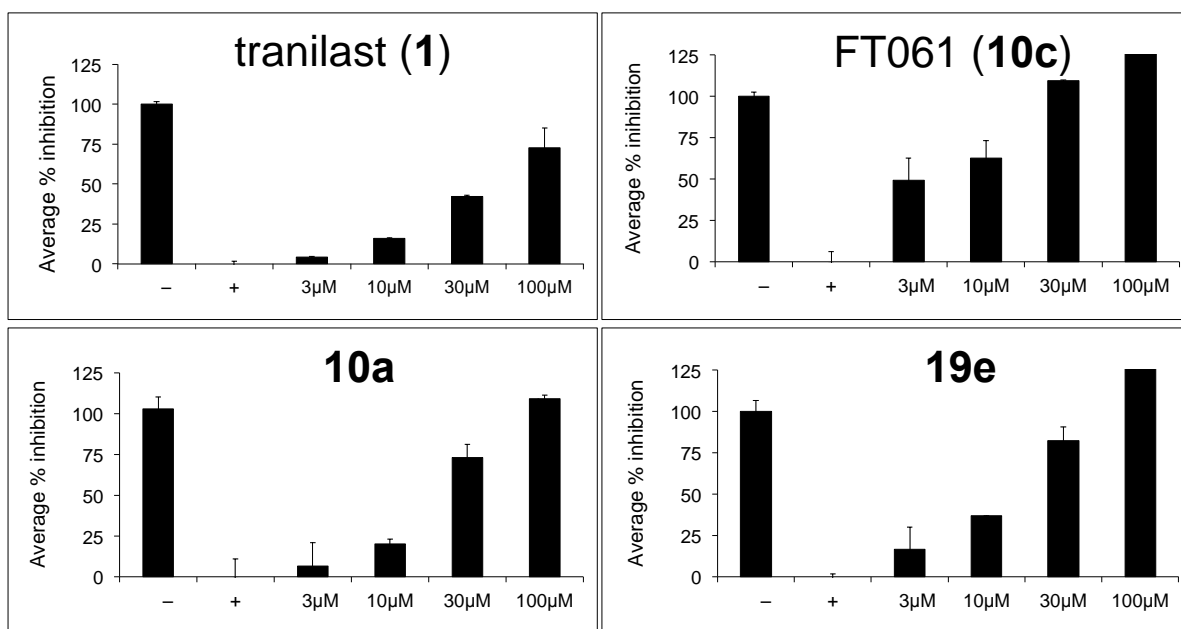 tranilast (1)
Average % inhibition
125
100
75
50
25
0
– + 3µM 10µM 30µM 100µM
FT061 (10c)
Average % inihibition
125
100
75
50
25
0
– + 3µM 10µM 30µM 100µM
10a
Average % inhibition
125
100
75
50
25
0
– + 3µM 10µM 30µM 100µM
19e
Average % inhibition
125
100
75
50
25
0
– + 3µM 10µM 30µM 100µM